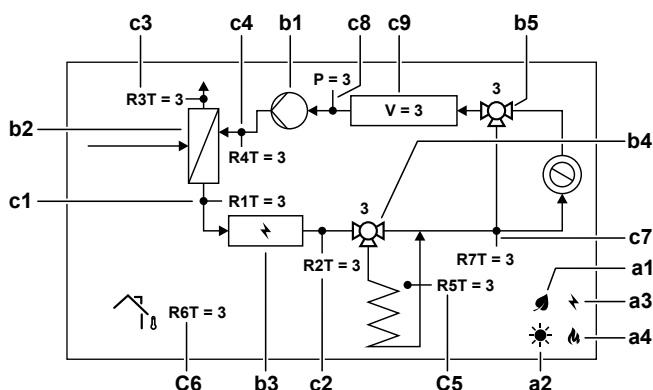 c3 c4 b1 c8 c9 b5
P = 3
3
R3T = 3
V = 3
b2
R4T = 3
b4
c1
R1T = 3
3
R2T = 3
R7T = 3
c7
R5T = 3
a1
R6T = 3
a3
a4
C6 b3 c2 C5 a2